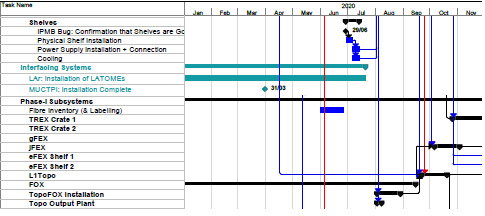 Task Name
2020
Jan Feb Mar Apr May Jun Jul Aug Sep Oct Nov
Shelves
IPMB Bug: Confirmation that Shelves are Go
29/06
Physical Shelf Installation
Power Supply Installation + Connection
Cooling
Interfacing Systems
LAr: Installation of LATOMEs
MUCTPI: Installation Complete
31/03
Phase-I Subsystems
Fibre Inventory (& Labelling)
TREX Crate 1
TREX Crate 2
gFEX
jFEX
eFEX Shelf 1
eFEX Shelf 2
L1Topo
FOX
TopoFOX Installation
Topo Output Plant